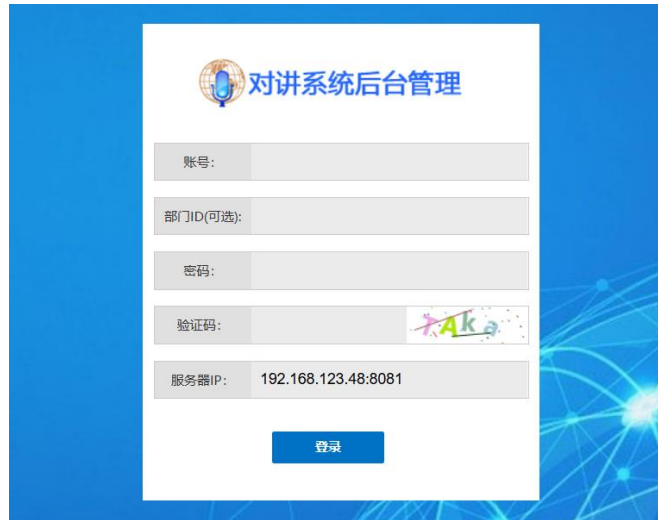 对讲系统后台管理
账号:
部门ID(可选):
密码:
验证码:
TAka
服务器IP: 192.168.123.48:8081
登录